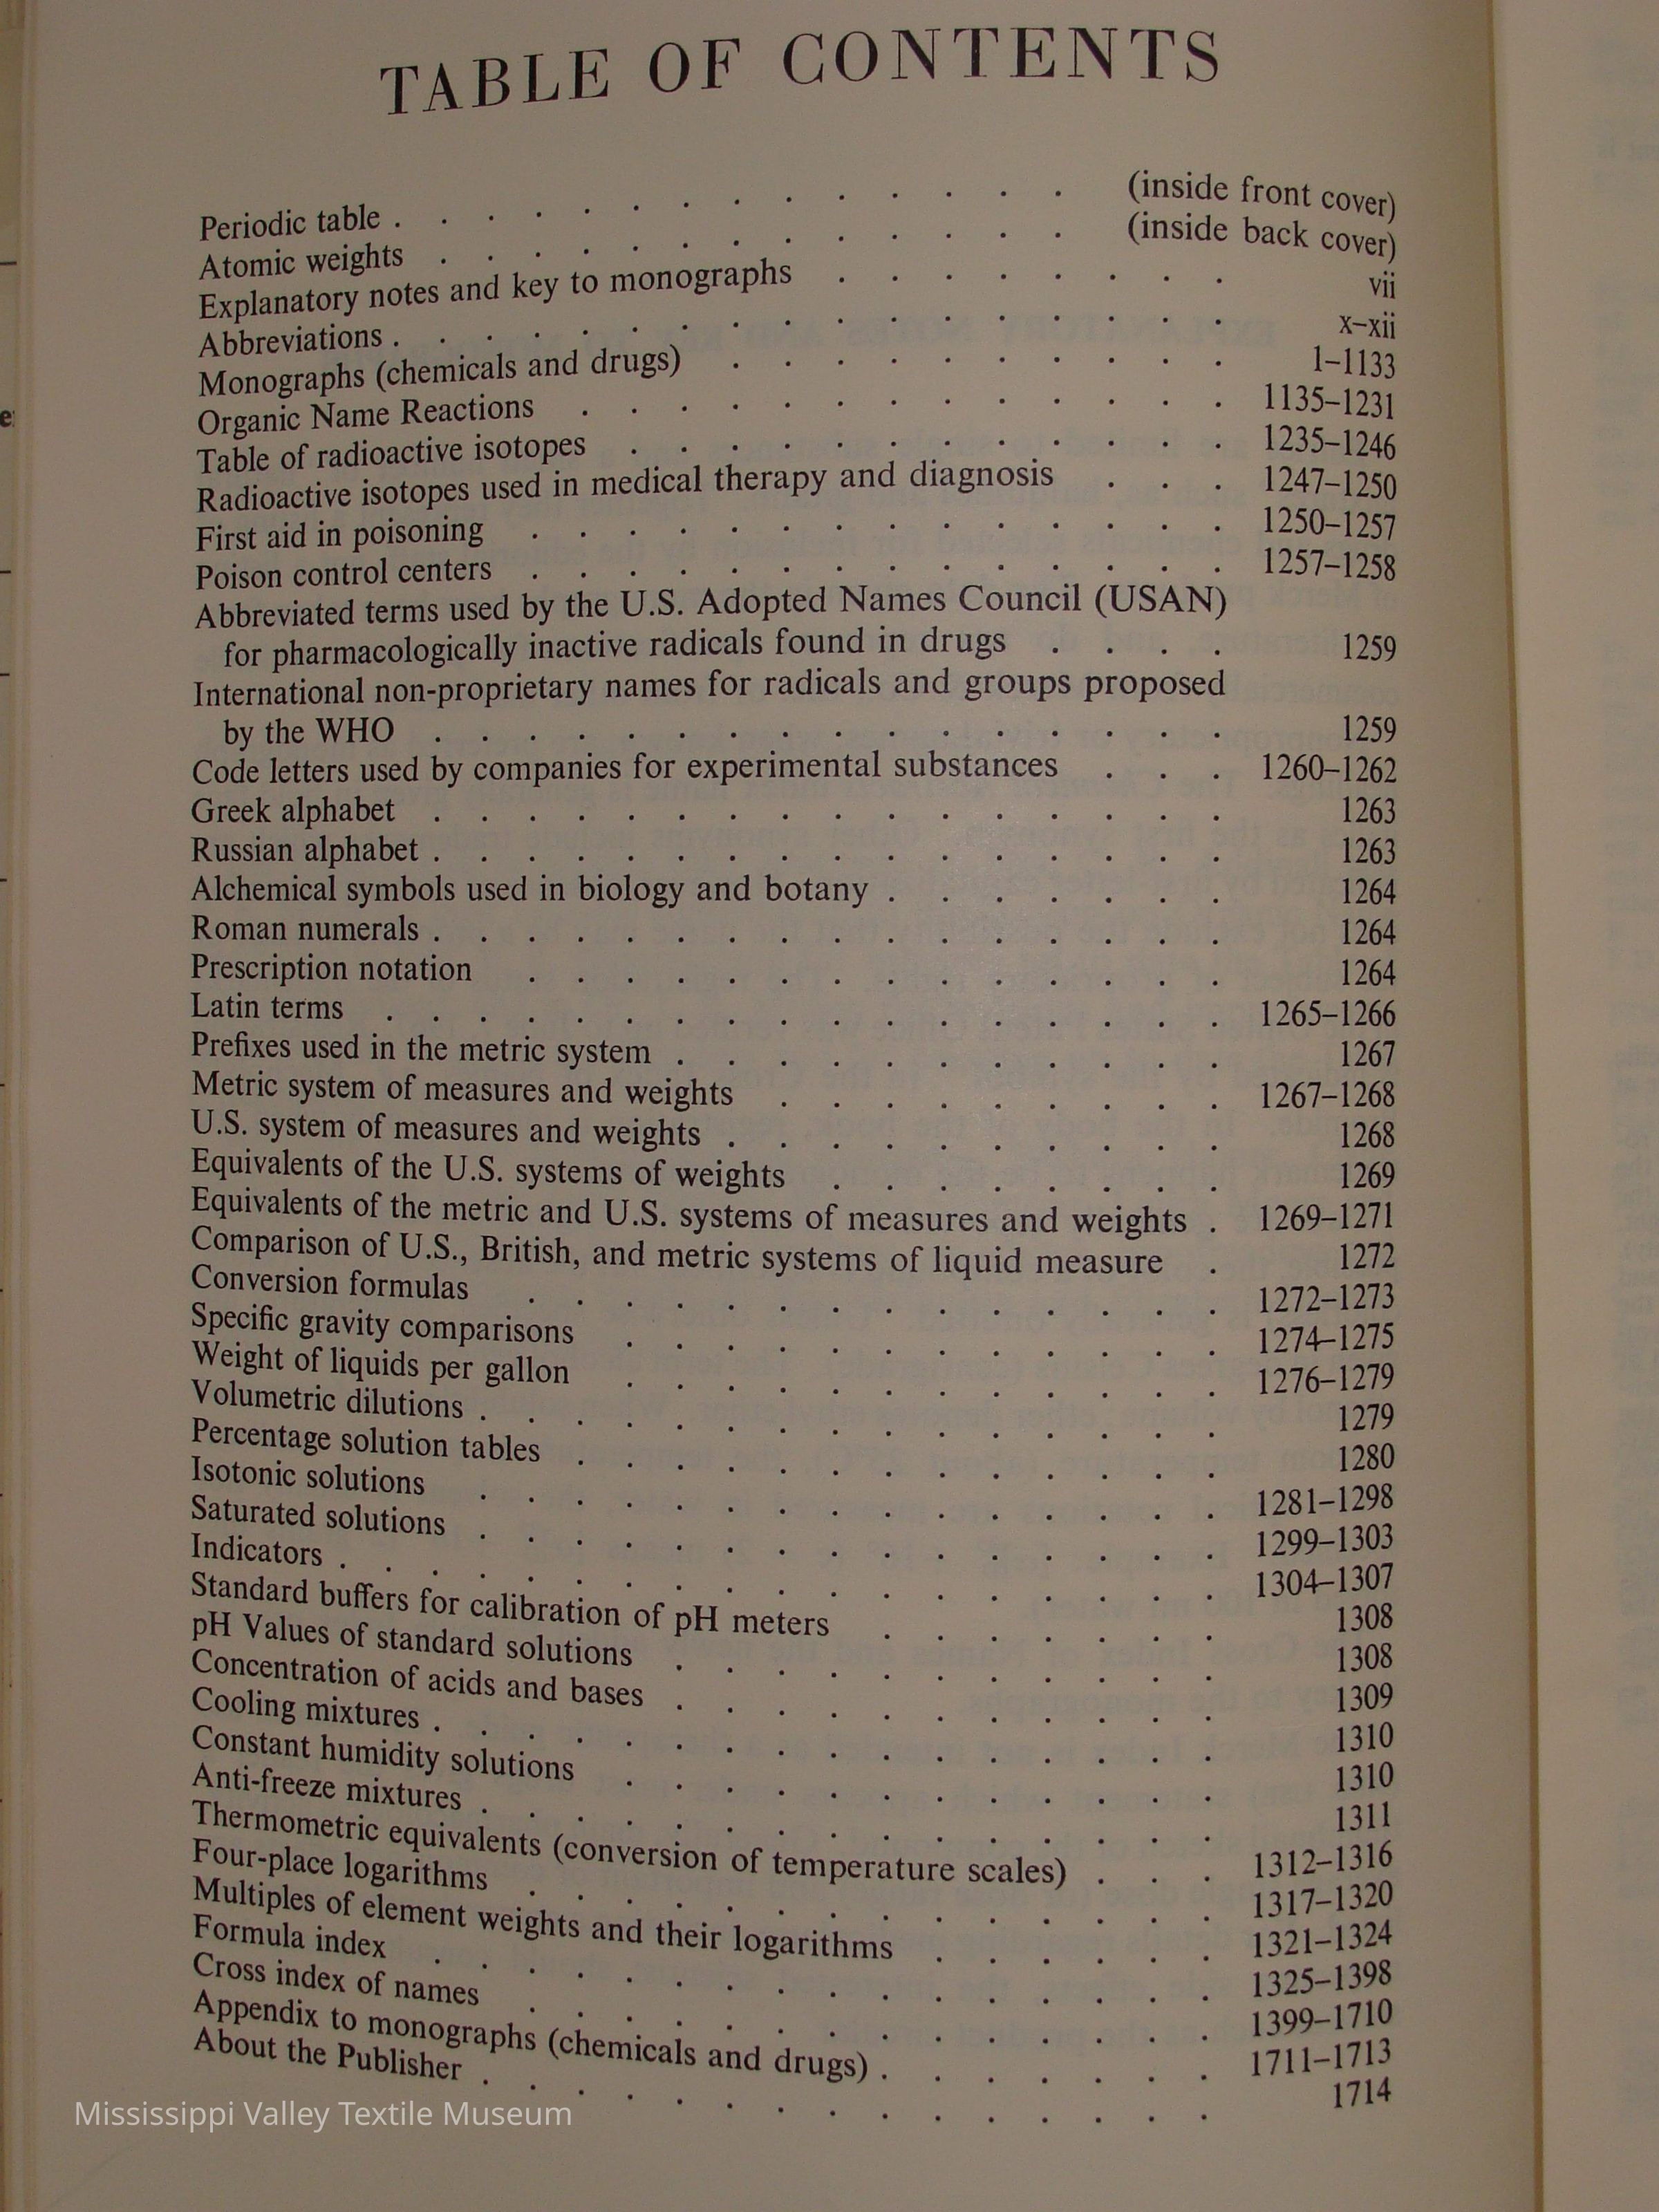 TABLE OF CONTENTS
Periodic table . . . . . . . . . . . . . . (inside front cover)
Atomic weights . . . . . . . . . . . . . (inside back cover)
Explanatory notes and key to monographs . . . . . . . . vii
Abbreviations . . . . . . . . . . . . . . . . . x–xii
Monographs (chemicals and drugs) . . . . . . . . . . 1–1133
Organic Name Reactions . . . . . . . . . . . . . 1135–1231
Table of radioactive isotopes . . . . . . . . . . . . 1235–1246
Radioactive isotopes used in medical therapy and diagnosis . . . 1247–1250
First aid in poisoning . . . . . . . . . . . . . . 1250–1257
Poison control centers . . . . . . . . . . . . . . 1257–1258
Abbreviated terms used by the U.S. Adopted Names Council (USAN)
for pharmacologically inactive radicals found in drugs . . . . 1259
International non-proprietary names for radicals and groups proposed
by the WHO . . . . . . . . . . . . . . . . 1259
Code letters used by companies for experimental substances . . . 1260–1262
Greek alphabet . . . . . . . . . . . . . . . . 1263
Russian alphabet . . . . . . . . . . . . . . . . 1263
Alchemical symbols used in biology and botany . . . . . . . 1264
Roman numerals . . . . . . . . . . . . . . . . 1264
Prescription notation . . . . . . . . . . . . . . 1264
Latin terms . . . . . . . . . . . . . . . . . 1265–1266
Prefixes used in the metric system . . . . . . . . . . . 1267
Metric system of measures and weights . . . . . . . . . 1267–1268
U.S. system of measures and weights . . . . . . . . . . 1268
Equivalents of the U.S. systems of weights . . . . . . . . 1269
Equivalents of the metric and U.S. systems of measures and weights . 1269–1271
Comparison of U.S., British, and metric systems of liquid measure . 1272
Conversion formulas . . . . . . . . . . . . . . 1272–1273
Specific gravity comparisons . . . . . . . . . . . . 1274–1275
Weight of liquids per gallon . . . . . . . . . . . . 1276–1279
Volumetric dilutions . . . . . . . . . . . . . . . 1279
Percentage solution tables . . . . . . . . . . . . . 1280
Isotonic solutions . . . . . . . . . . . . . . . 1281–1298
Saturated solutions . . . . . . . . . . . . . . . 1299–1303
Indicators . . . . . . . . . . . . . . . . . . 1304–1307
Standard buffers for calibration of pH meters . . . . . . . 1308
pH Values of standard solutions . . . . . . . . . . . 1308
Concentration of acids and bases . . . . . . . . . . . 1309
Cooling mixtures . . . . . . . . . . . . . . . . 1310
Constant humidity solutions . . . . . . . . . . . . 1310
Anti-freeze mixtures . . . . . . . . . . . . . . . 1311
Thermometric equivalents (conversion of temperature scales) . . . 1312–1316
Four-place logarithms . . . . . . . . . . . . . . 1317–1320
Multiples of element weights and their logarithms . . . . . . 1321–1324
Formula index . . . . . . . . . . . . . . . . 1325–1398
Cross index of names . . . . . . . . . . . . . . 1399–1710
Appendix to monographs (chemicals and drugs) . . . . . . . 1711–1713
About the Publisher . . . . . . . . . . . . . . . 1714
Mississippi Valley Textile Museum